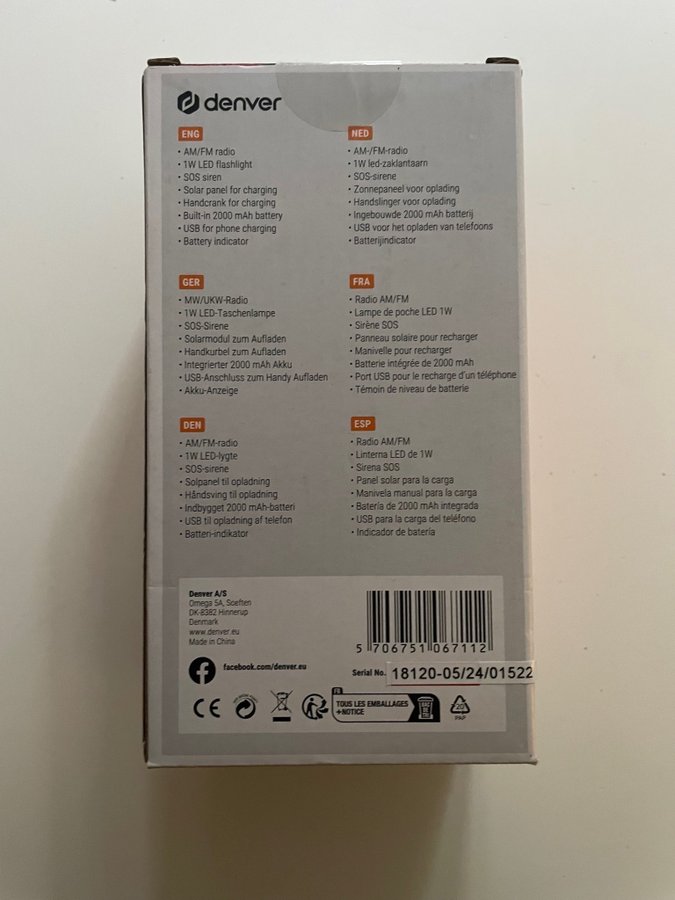 denver
ENG
• AM/FM radio
• 1W LED flashlight
• SOS siren
• Solar panel for charging
• Handcrank for charging
• Built-in 2000 mAh battery
• USB for phone charging
• Battery indicator
NED
• AM-/FM-radio
• 1W led-zaklantaarn
• SOS-sirene
• Zonnepaneel voor oplading
• Handslinger voor oplading
• Ingebouwde 2000 mAh batterij
• USB voor het opladen van telefoons
• Batterijindicator
GER
• MW/UKW-Radio
• 1W LED-Taschenlampe
• SOS-Sirene
• Solarmodul zum Aufladen
• Handkurbel zum Aufladen
• Integrierter 2000 mAh Akku
• USB-Anschluss zum Handy Aufladen
• Akku-Anzeige
FRA
• Radio AM/FM
• Lampe de poche LED 1W
• Sirène SOS
• Panneau solaire pour recharger
• Manivelle pour recharger
• Batterie intégrée de 2000 mAh
• Port USB pour le recharge d'un téléphone
• Témoin de niveau de batterie
DEN
• AM/FM-radio
• 1W LED-lygte
• SOS-sirene
• Solpanel til opladning
• Håndsving til opladning
• Indbygget 2000 mAh-batteri
• USB til opladning af telefon
• Batteri-indikator
ESP
• Radio AM/FM
• Linterna LED de 1W
• Sirena SOS
• Panel solar para la carga
• Manivela manual para la carga
• Batería de 2000 mAh integrada
• USB para la carga del teléfono
• Indicador de batería
Denver A/S
Omega 5A, Soeften
DK-8382 Hinnerup
Denmark
www.denver.eu
Made in China
facebook.com/denver.eu
5 706751 067112
Serial No. 18120-05/24/01522
CE
FR
TOUS LES EMBALLAGES
+NOTICE
BAC DE TRI
20
PAP